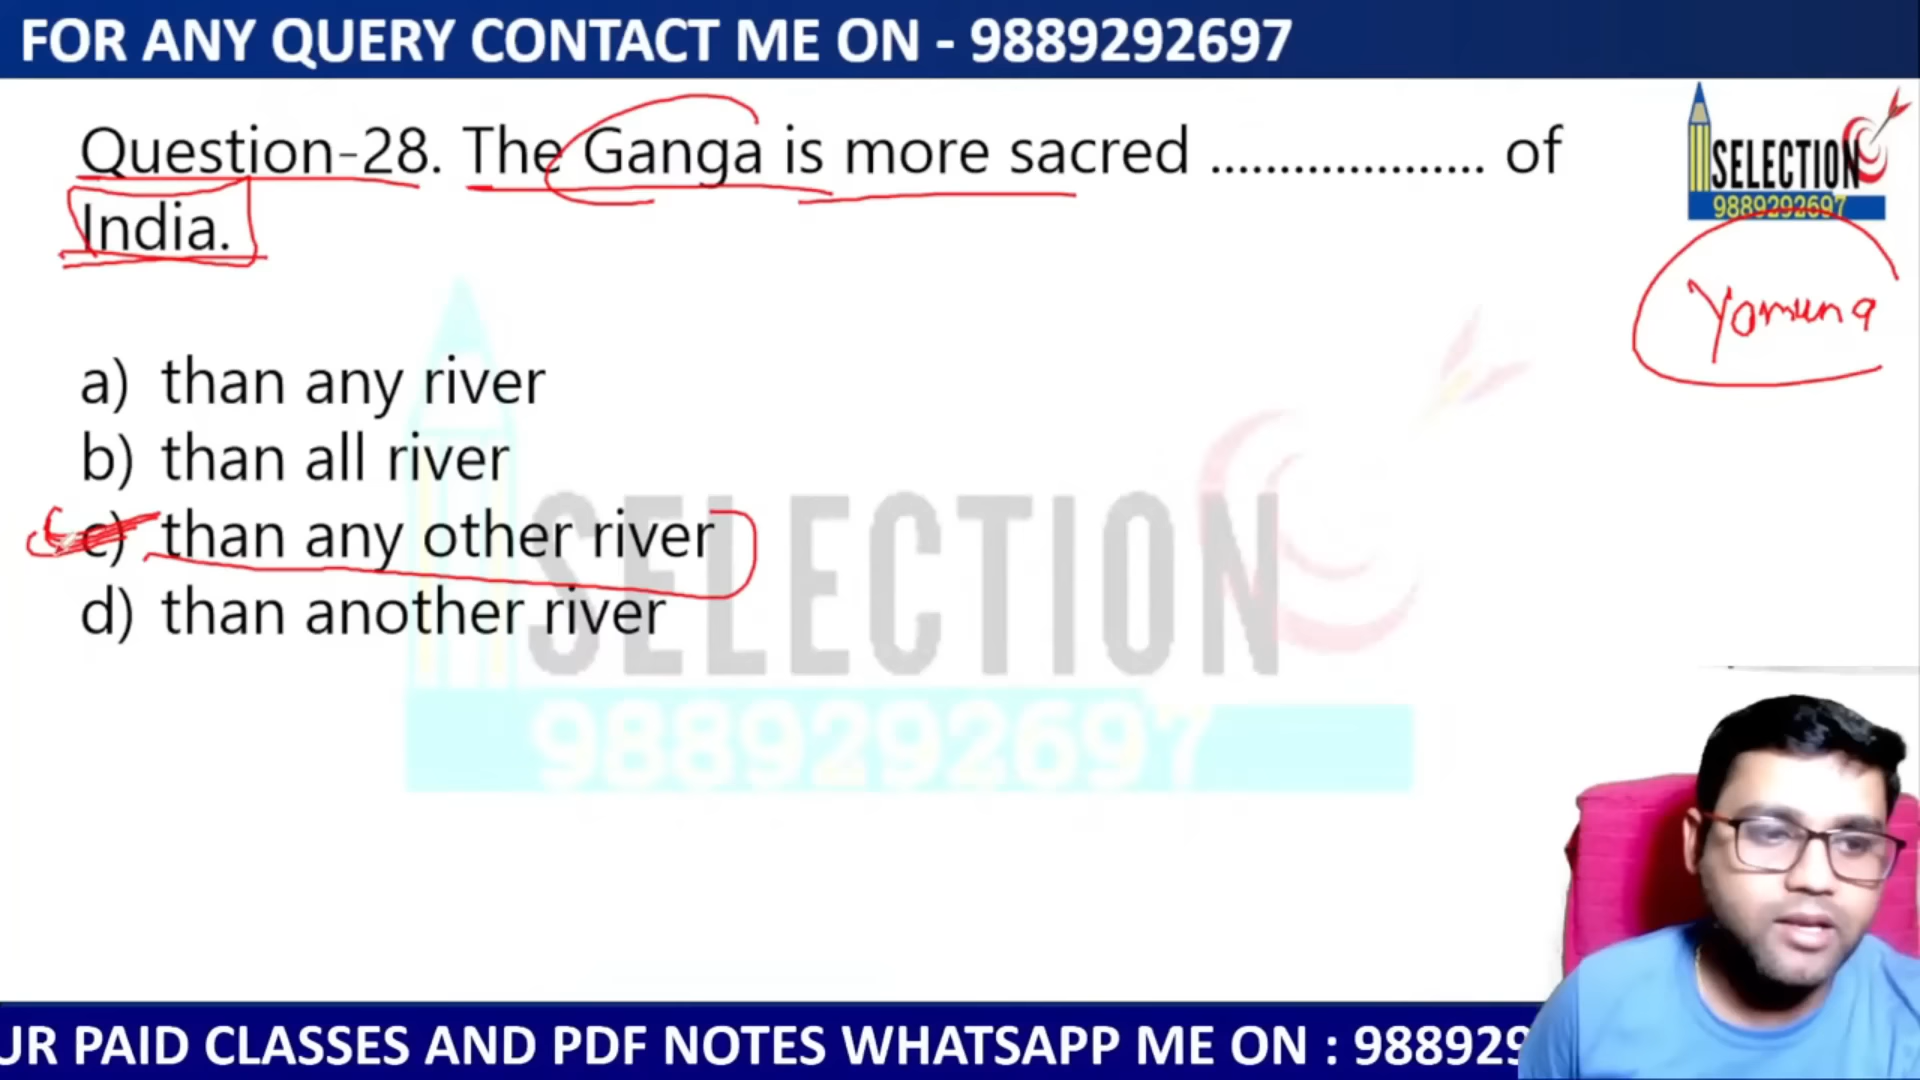 FOR ANY QUERY CONTACT ME ON - 9889292697
Question-28. The Ganga is more sacred .................... of
India.
SELECTION
9889292697
Yamuna
a) than any river
b) than all river
c) than any other river
d) than another river
SELECTION
9889292697
UR PAID CLASSES AND PDF NOTES WHATSAPP ME ON : 988929